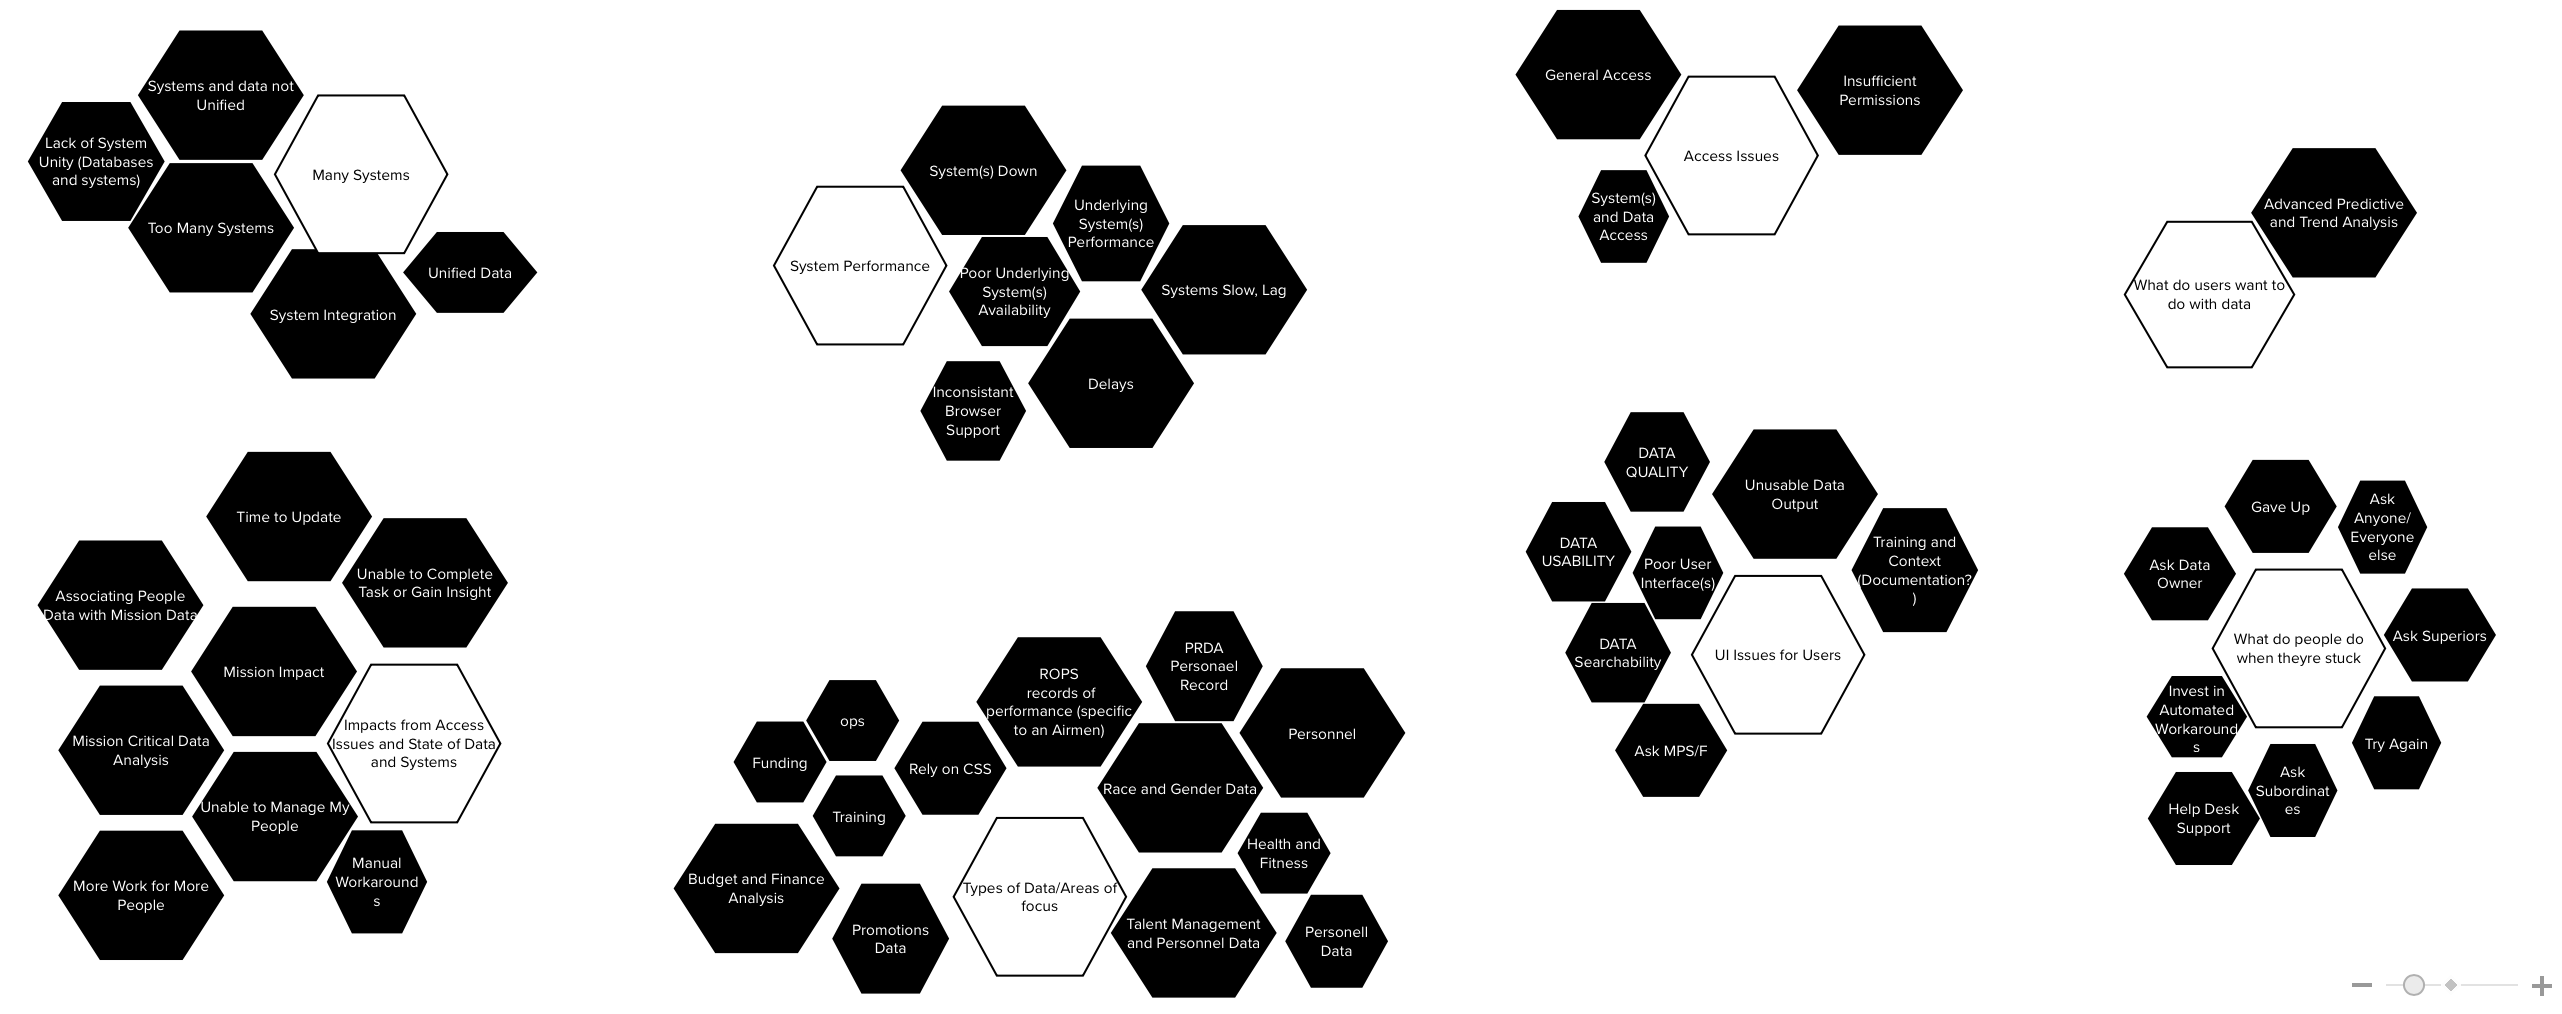 Systems and data not
Unified
Lack of System
Unity (Databases
and systems)
Many Systems
Too Many Systems
Unified Data
System Integration
System(s) Down
Underlying
System(s)
Performance
System Performance
Poor Underlying
System(s)
Availability
Systems Slow, Lag
Delays
Inconsistant
Browser
Support
General Access
Insufficient
Permissions
Access Issues
System(s)
and Data
Access
Advanced Predictive
and Trend Analysis
What do users want to
do with data
Time to Update
Unable to Complete
Task or Gain Insight
Associating People
Data with Mission Data
Mission Impact
Impacts from Access
Issues and State of Data
and Systems
Mission Critical Data
Analysis
Unable to Manage My
People
More Work for More
People
Manual
Workaround
s
ROPS
records of
performance (specific
to an Airmen)
PRDA
Personael
Record
Personnel
ops
Funding
Rely on CSS
Training
Race and Gender Data
Health and
Fitness
Budget and Finance
Analysis
Types of Data/Areas of
focus
Promotions
Data
Talent Management
and Personnel Data
Personell
Data
DATA
QUALITY
Unusable Data
Output
DATA
USABILITY
Poor User
Interface(s)
Training and
Context
(Documentation?
)
DATA
Searchability
UI Issues for Users
Ask MPS/F
Gave Up
Ask
Anyone/
Everyone
else
Ask Data
Owner
What do people do
when theyre stuck
Ask Superiors
Invest in
Automated
Workaround
s
Try Again
Ask
Subordinat
es
Help Desk
Support